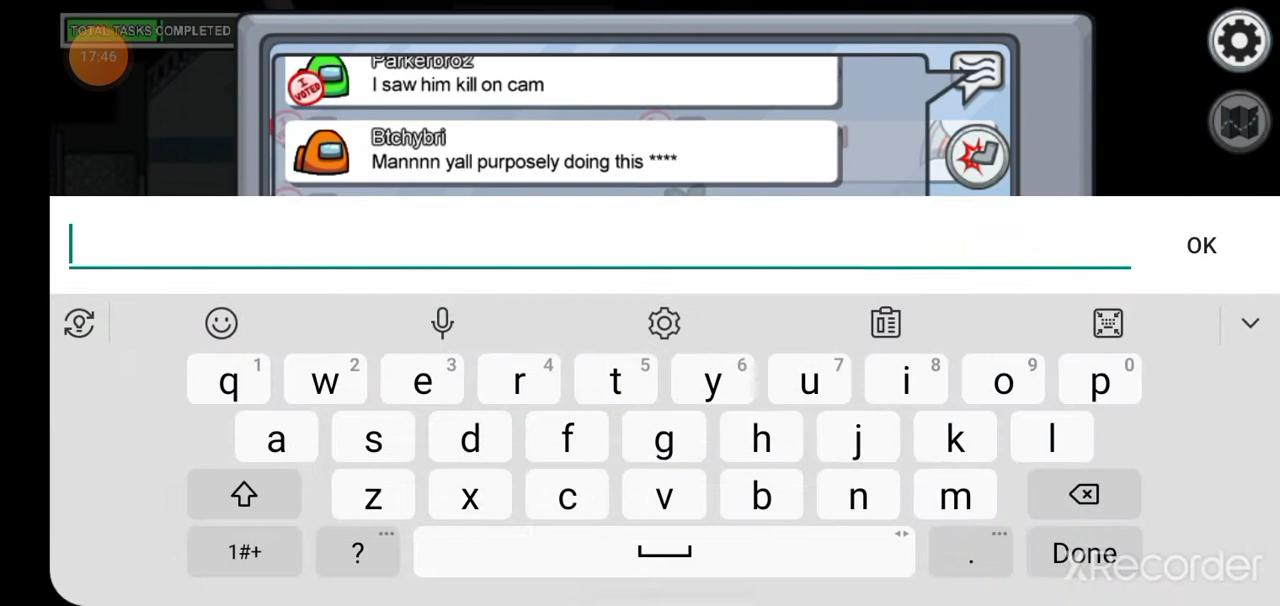 TOTAL TASKS COMPLETED
17:46
Parkerbro2
I VOTED
I saw him kill on cam
Btchybri
Mannnn yall purposely doing this ****
OK
q 1 w 2 e 3 r 4 t 5 y 6 u 7 i 8 o 9 p 0
a s d f g h j k l
z x c v b n m
1#+ ? . Done
XRecorder